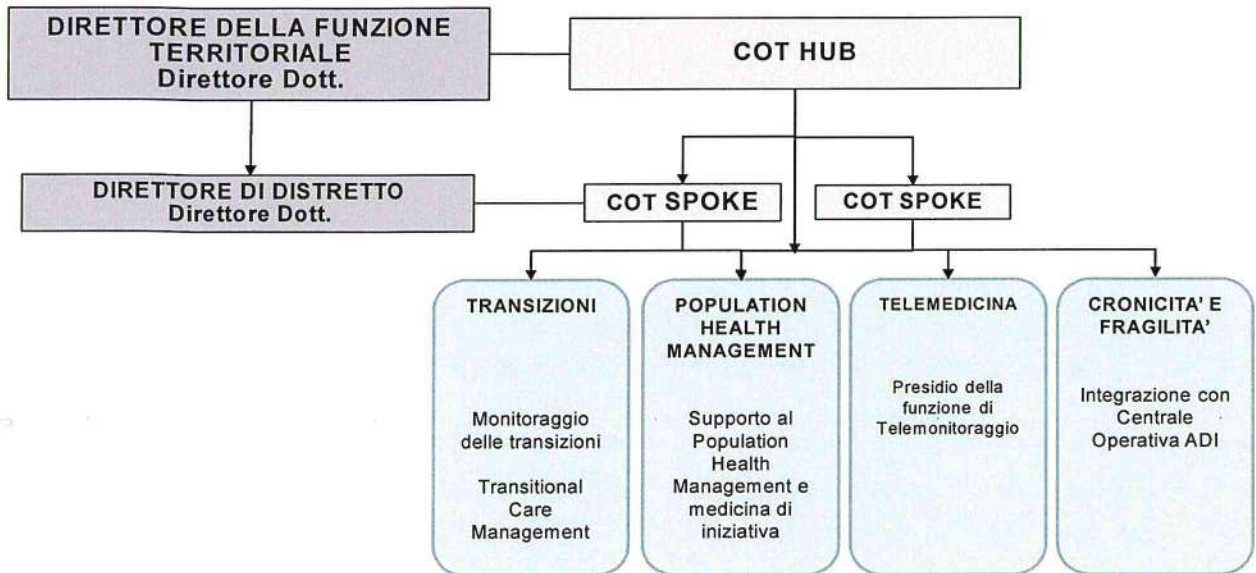 DIRETTORE DELLA FUNZIONE
TERRITORIALE
Direttore Dott.
COT HUB
DIRETTORE DI DISTRETTO
Direttore Dott.
COT SPOKE
COT SPOKE
TRANSIZIONI
Monitoraggio
delle transizioni
Transitional
Care
Management
POPULATION
HEALTH
MANAGEMENT
Supporto al
Population
Health
Management e
medicina di
iniziativa
TELEMEDICINA
Presidio della
funzione di
Telemonitoraggio
CRONICITA' E
FRAGILITA'
Integrazione con
Centrale
Operativa ADI